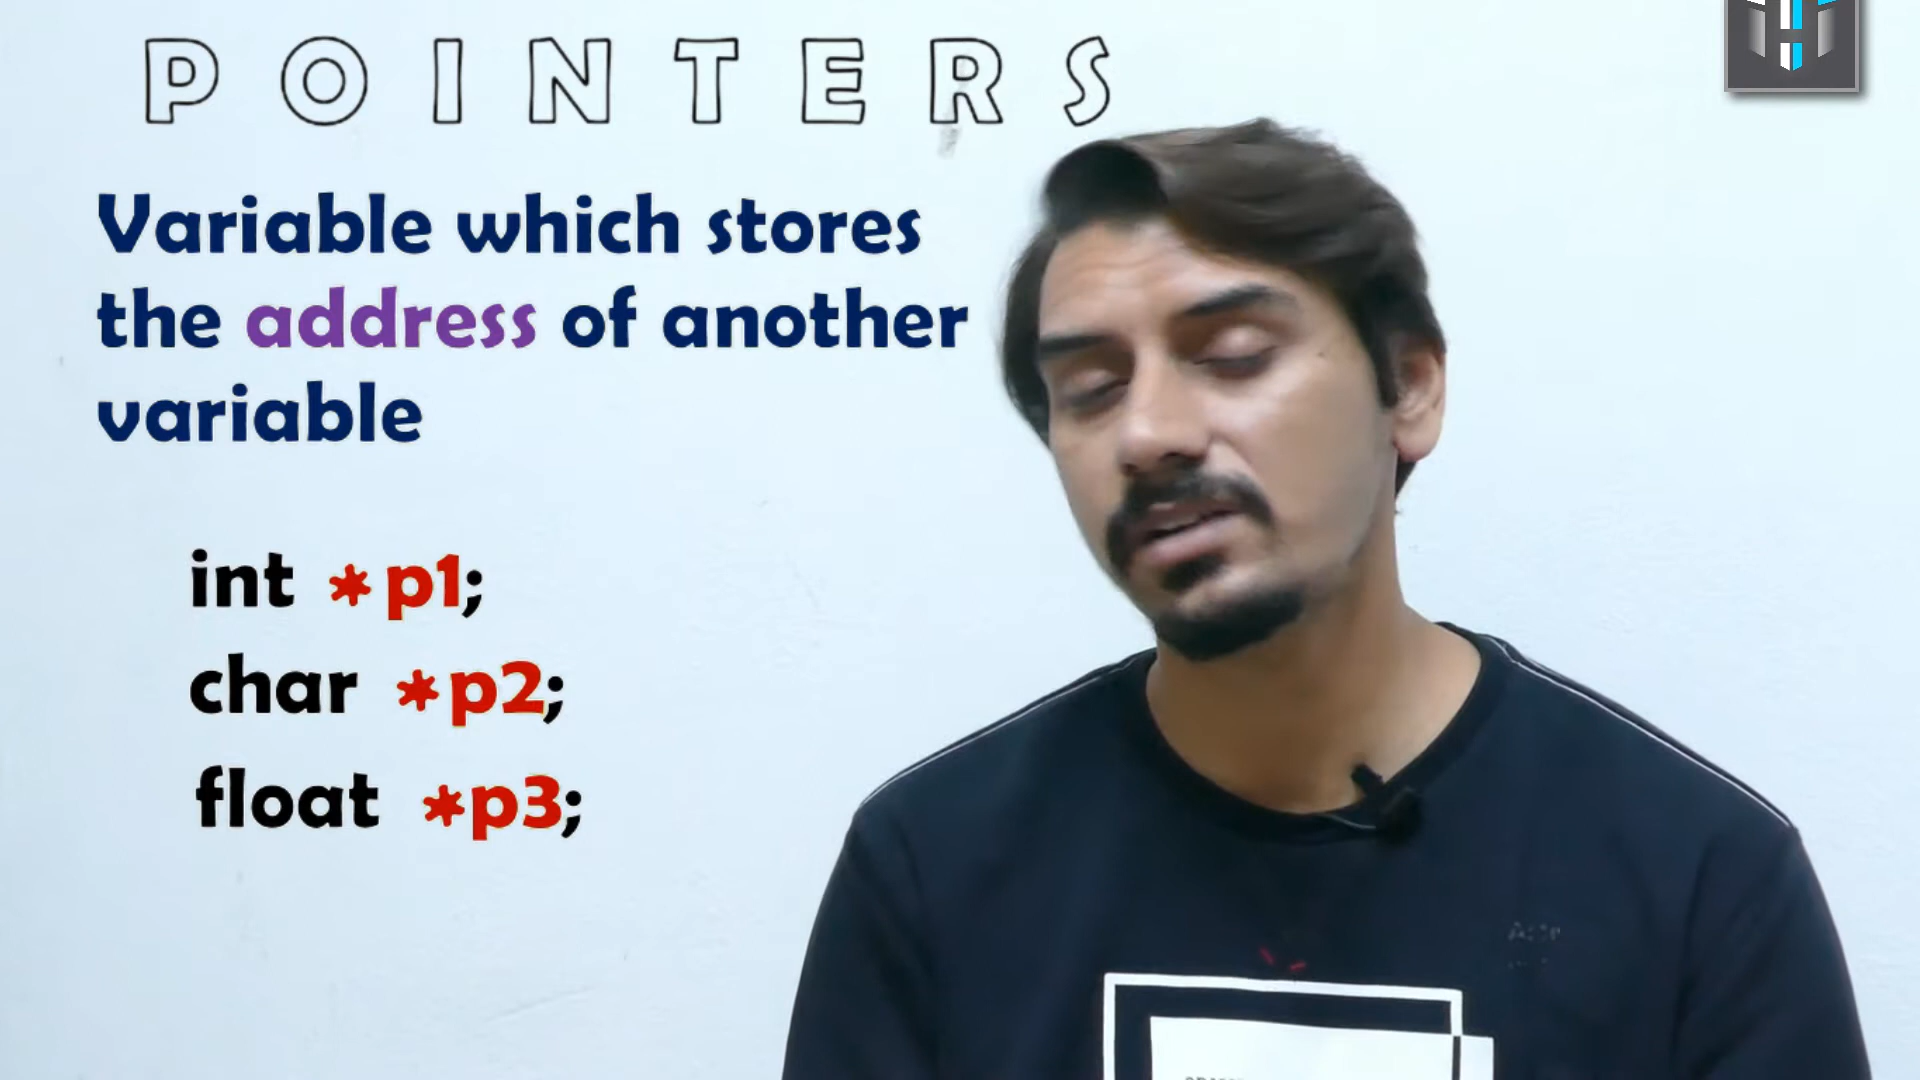 POINTERS
Variable which stores
the address of another
variable
int *p1;
char *p2;
float *p3;